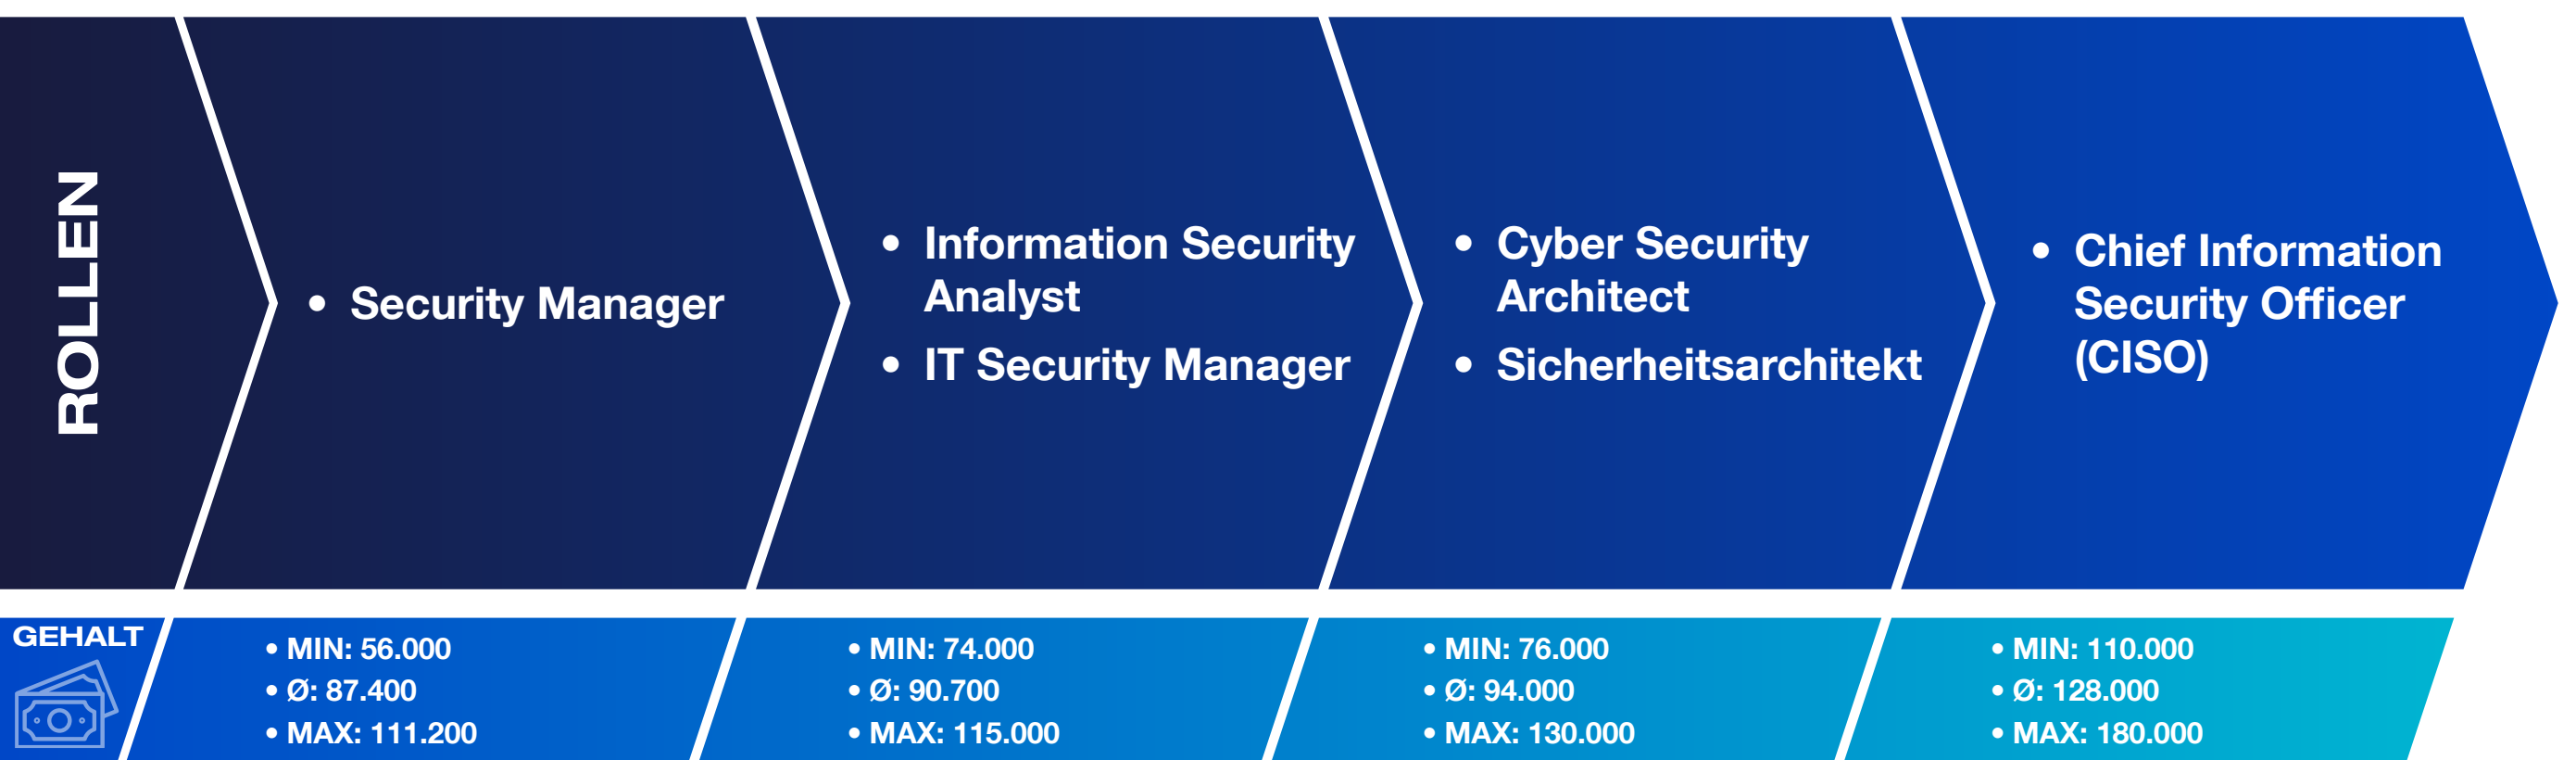 ROLLEN
• Security Manager
• Information Security
Analyst
• IT Security Manager
• Cyber Security
Architect
• Sicherheitsarchitekt
• Chief Information
Security Officer
(CISO)
GEHALT
• MIN: 56.000
• Ø: 87.400
• MAX: 111.200
• MIN: 74.000
• Ø: 90.700
• MAX: 115.000
• MIN: 76.000
• Ø: 94.000
• MAX: 130.000
• MIN: 110.000
• Ø: 128.000
• MAX: 180.000